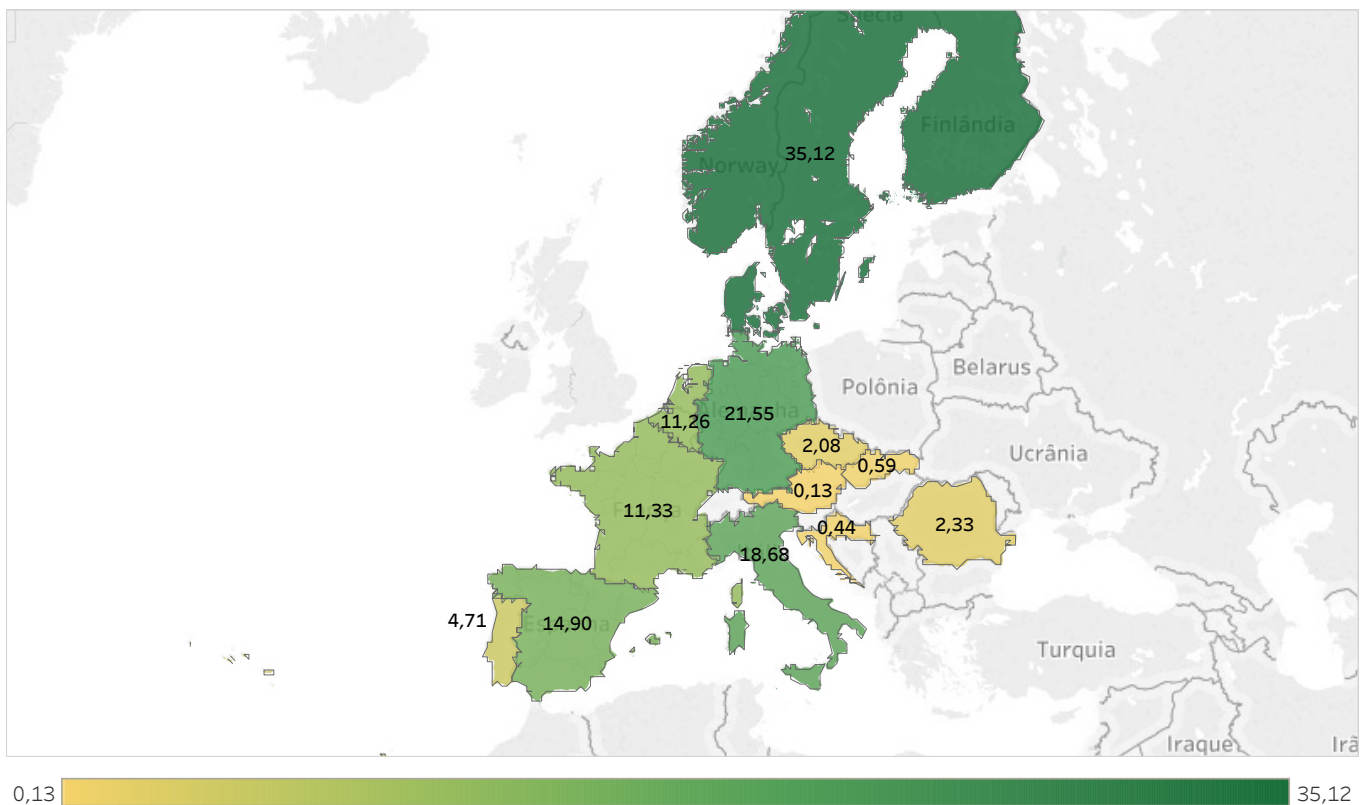 Suécia
Finlândia
Norway
35,12
Belarus
Polônia
11,26
21,55
Ucrânia
2,08
0,59
0,13
11,33
0,44
2,33
18,68
4,71
14,90
Turquia
Iraque
Irã
0,13
35,12